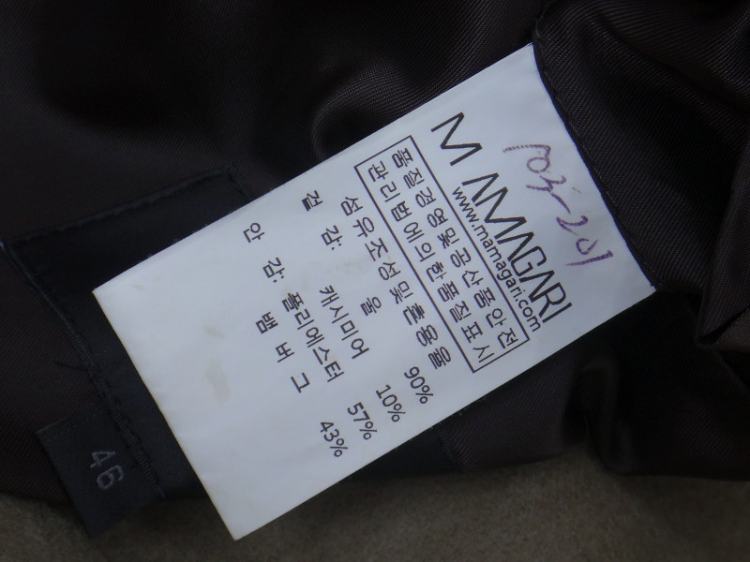 M AMAGARI
www.mamagari.com
품질경영및공산품안전
관리법에의한품질표시
섬유조성및혼용율
겉감: 울 90%
캐시미어 10%
안감: 폴리에스터 57%
뱀버그 43%
46